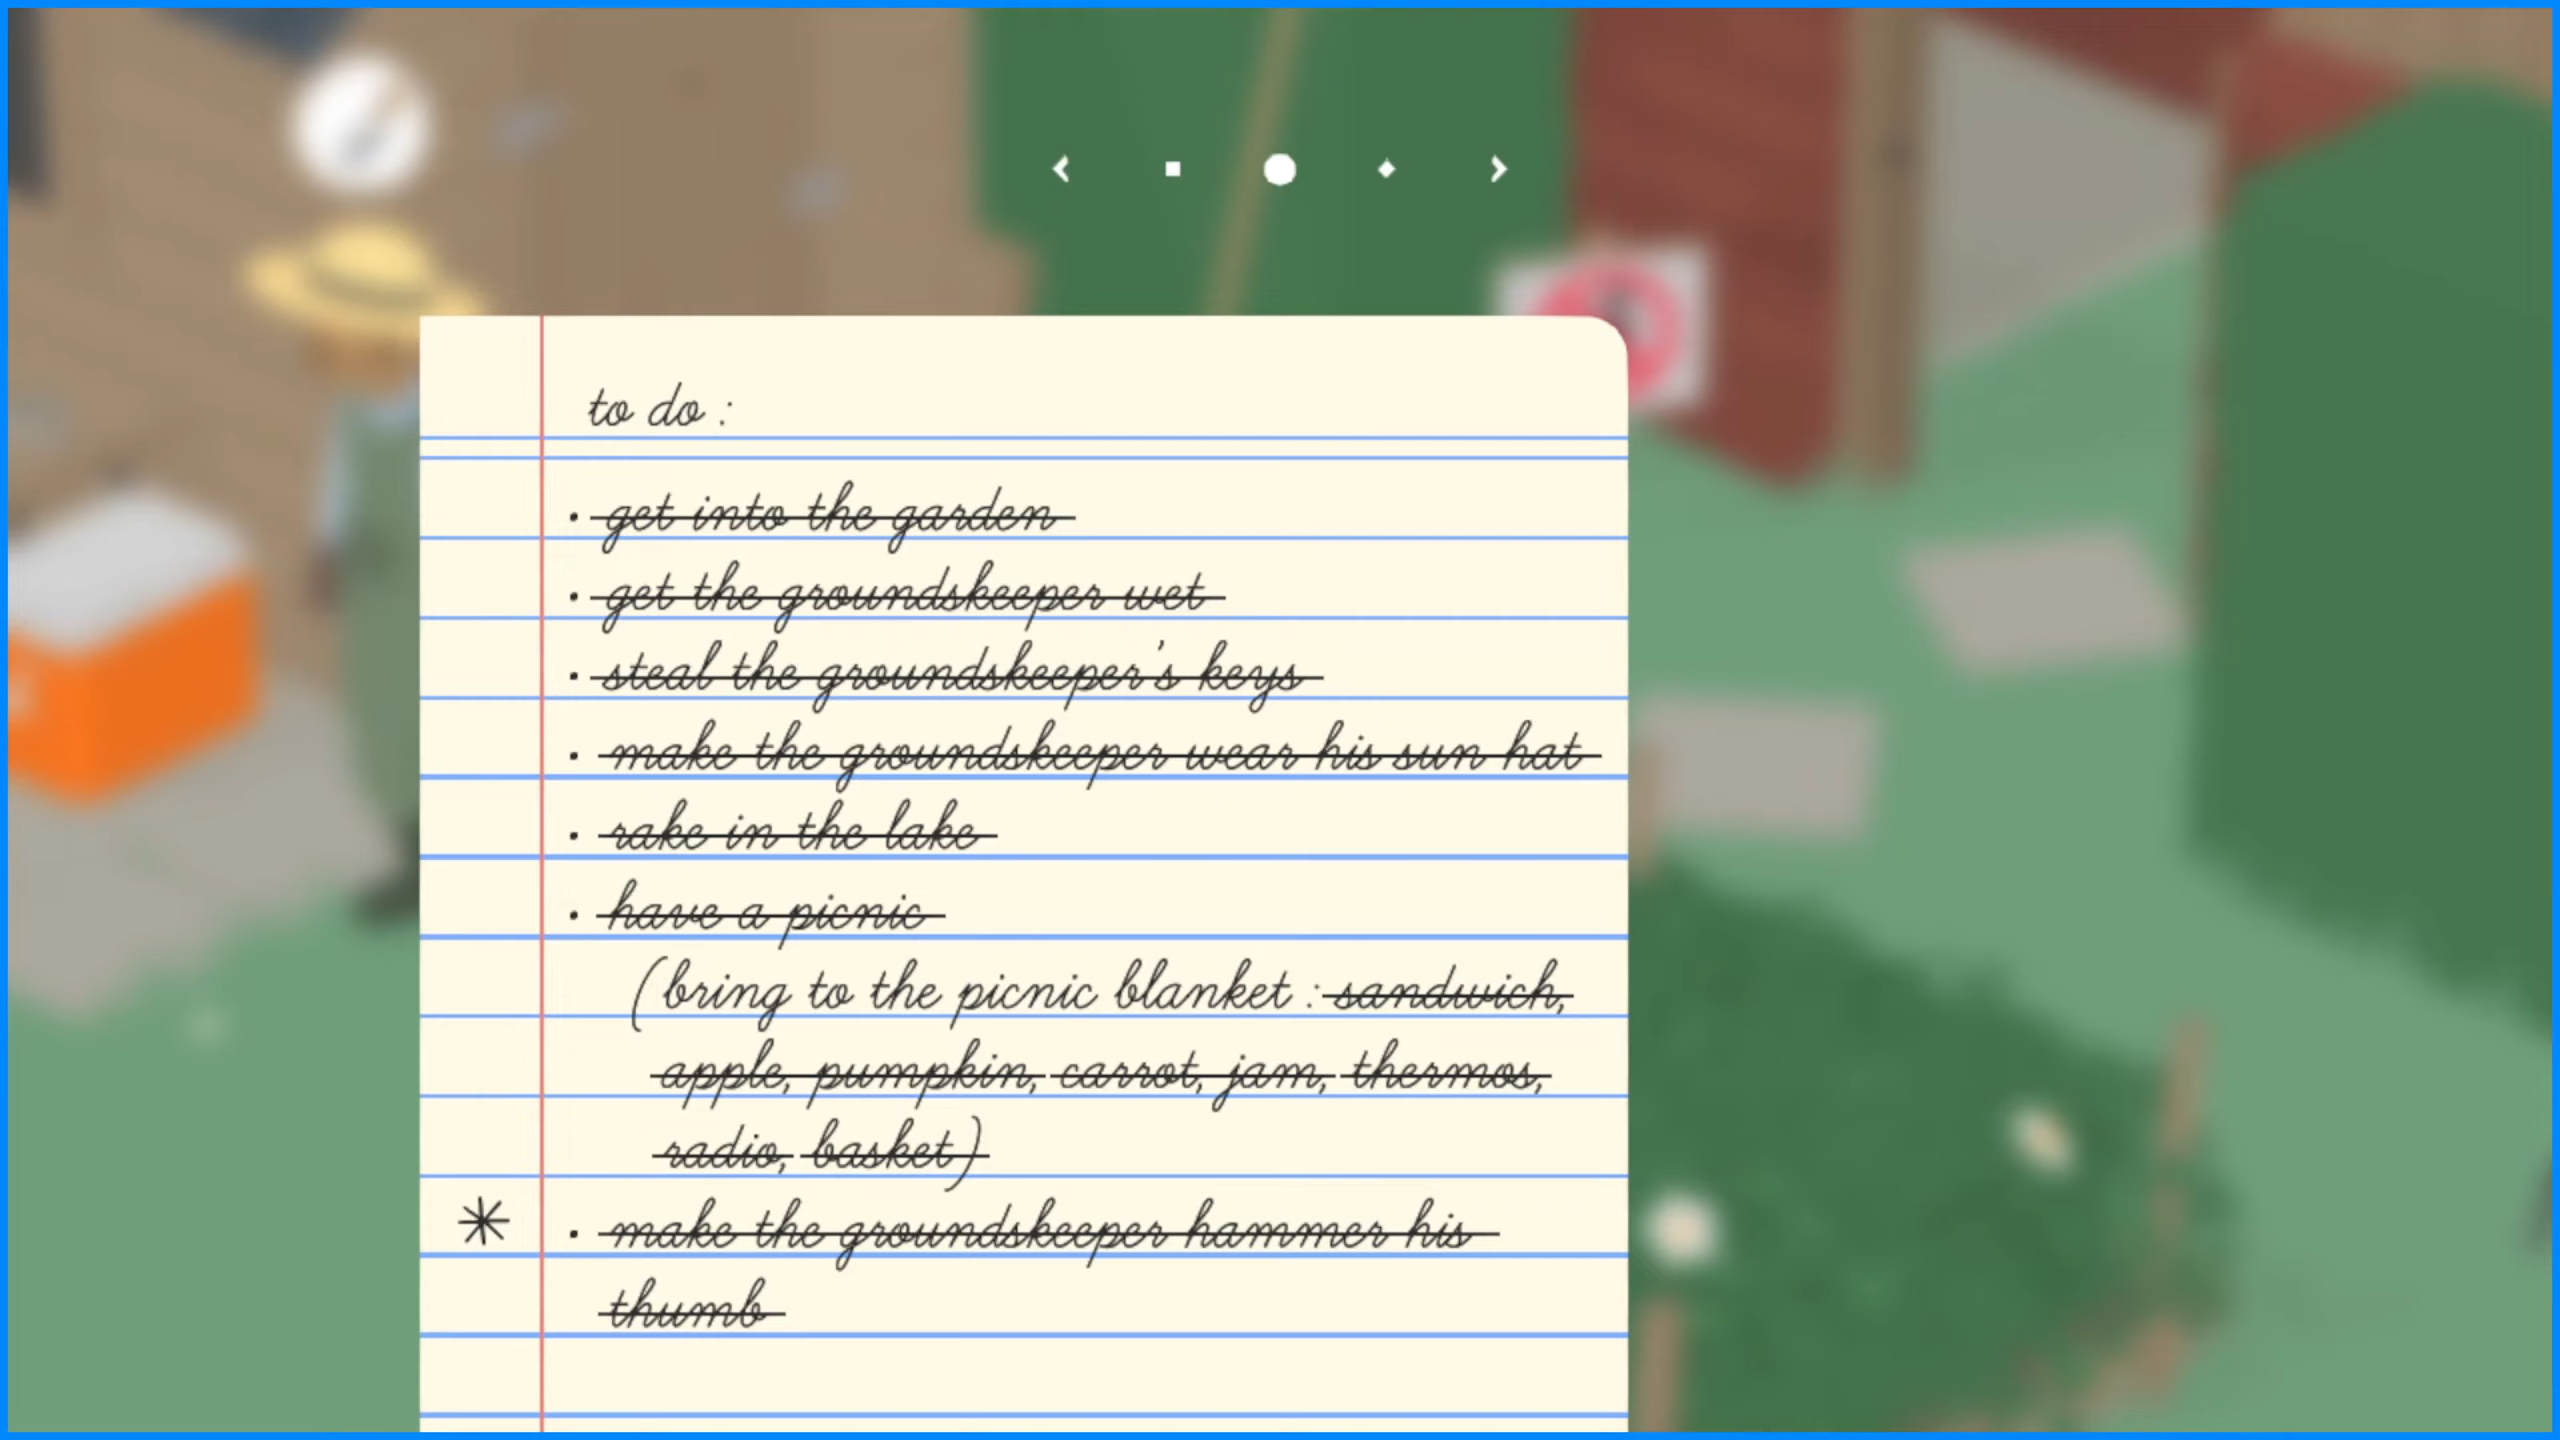 to do :
• get into the garden
• get the groundskeeper wet
• steal the groundskeeper's keys
• make the groundskeeper wear his sun hat
• rake in the lake
• have a picnic
(bring to the picnic blanket : sandwich,
apple, pumpkin, carrot, jam, thermos,
radio, basket)
• make the groundskeeper hammer his
thumb